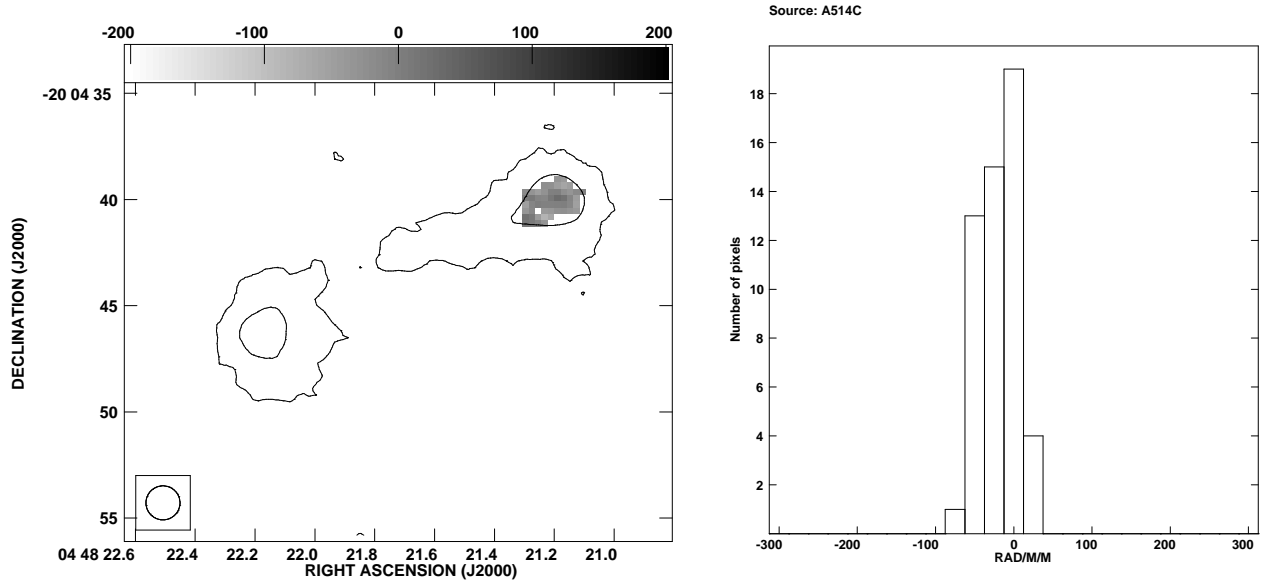 Source: A514C
-200 -100 0 100 200
-20 04 35
40
45
50
55
DECLINATION (J2000)
04 48 22.6 22.4 22.2 22.0 21.8 21.6 21.4 21.2 21.0
RIGHT ASCENSION (J2000)
18
16
14
12
10
8
6
4
2
Number of pixels
-300 -200 -100 0 100 200 300
RAD/M/M